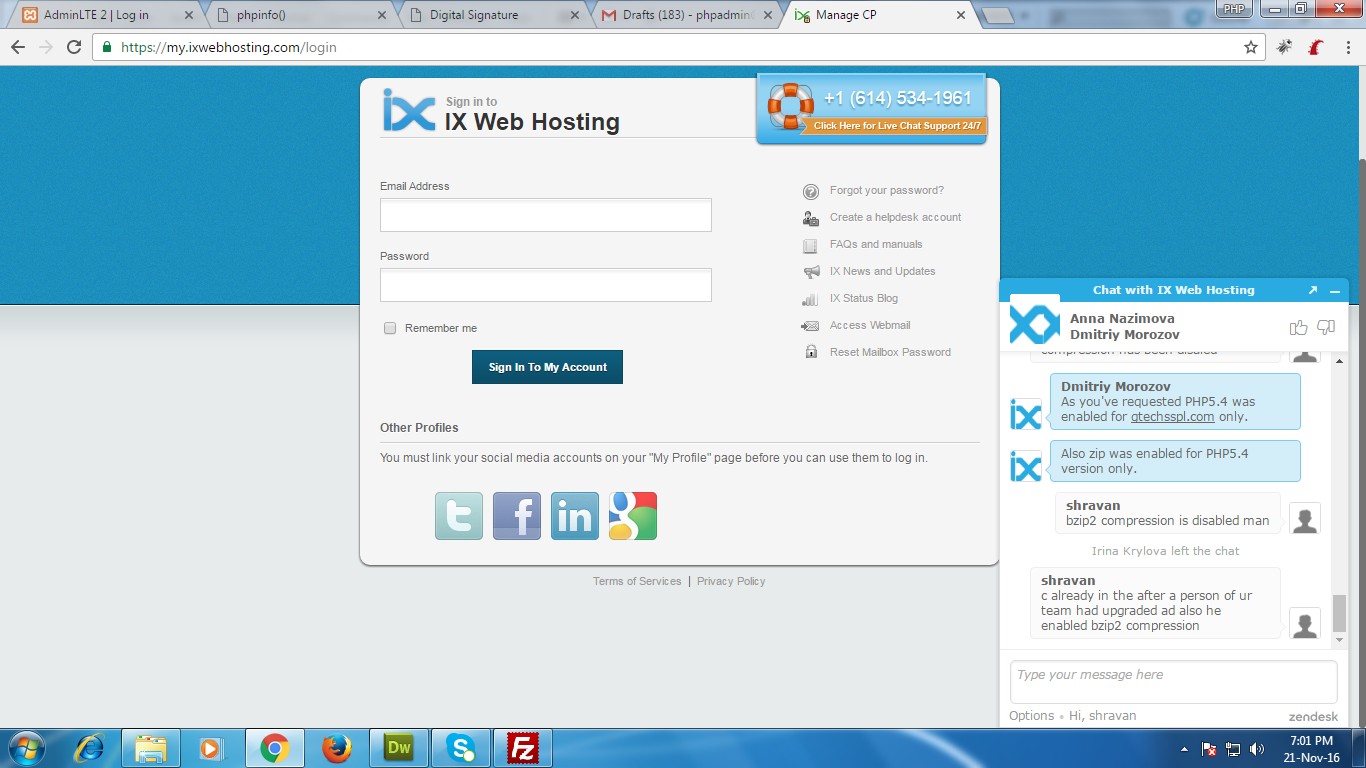 AdminLTE 2 | Log in
phpinfo()
Digital Signature
Drafts (183) - phpadmin
Manage CP
PHP
https://my.ixwebhosting.com/login
ix
Sign in to
IX Web Hosting
+1 (614) 534-1961
Click Here for Live Chat Support 24/7
Email Address
Password
Remember me
Sign In To My Account
Forgot your password?
Create a helpdesk account
FAQs and manuals
IX News and Updates
IX Status Blog
Access Webmail
Reset Mailbox Password
Other Profiles
You must link your social media accounts on your "My Profile" page before you can use them to log in.
t
f
in
g
Terms of Services | Privacy Policy
Chat with IX Web Hosting
Anna Nazimova
Dmitriy Morozov
Dmitriy Morozov
As you've requested PHP5.4 was
enabled for qtechsspl.com only.
ix
Also zip was enabled for PHP5.4
version only.
ix
shravan
bzip2 compression is disabled man
Irina Krylova left the chat
shravan
c already in the after a person of ur
team had upgraded ad also he
enabled bzip2 compression
Type your message here
Options • Hi, shravan
zendesk
Dw
S
Fz
7:01 PM
21-Nov-16